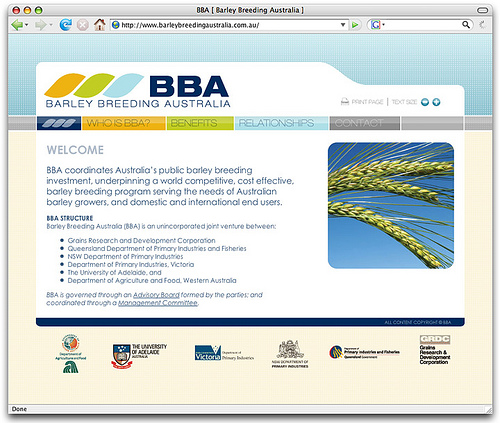 BBA [ Barley Breeding Australia ]
http://www.barleybreedingaustralia.com.au/
G
BBA
BARLEY BREEDING AUSTRALIA
PRINT PAGE | TEXT SIZE
WHO IS BBA? BENEFITS RELATIONSHIPS CONTACT
WELCOME
BBA coordinates Australia's public barley breeding
investment, underpinning a world competitive, cost effective,
barley breeding program serving the needs of Australian
barley growers, and domestic and international end users.
BBA STRUCTURE
Barley Breeding Australia (BBA) is an unincorporated joint venture between:
Grains Research and Development Corporation
Queensland Department of Primary Industries and Fisheries
NSW Department of Primary Industries
Department of Primary Industries, Victoria
The University of Adelaide, and
Department of Agriculture and Food, Western Australia
BBA is governed through an Advisory Board formed by the parties; and
coordinated through a Management Committee.
ALL CONTENT COPYRIGHT © BBA
Department of
Agriculture and Food
THE UNIVERSITY
OF ADELAIDE
AUSTRALIA
Victoria
Department of
Primary Industries
NSW DEPARTMENT OF
PRIMARY INDUSTRIES
Department of
Primary Industries and Fisheries
Queensland Government
GRDC
Grains
Research &
Development
Corporation
Done